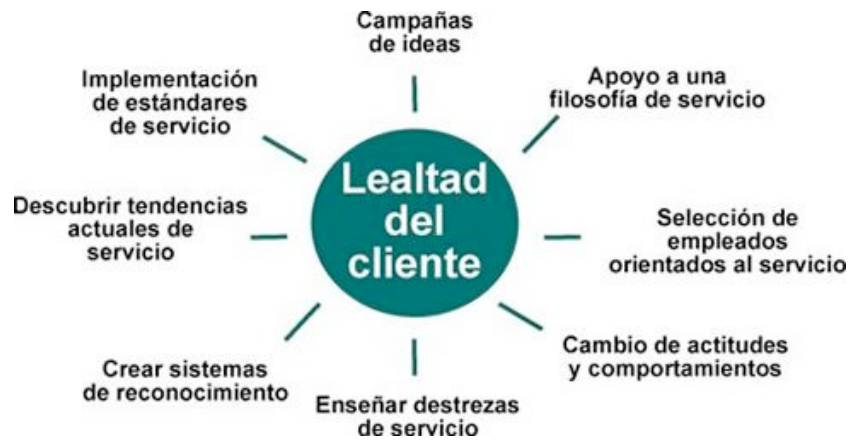 Campañas
de ideas
Apoyo a una
filosofía de servicio
Selección de
empleados
orientados al servicio
Cambio de actitudes
y comportamientos
Enseñar destrezas
de servicio
Crear sistemas
de reconocimiento
Descubrir tendencias
actuales de
servicio
Implementación
de estándares
de servicio
Lealtad
del
cliente